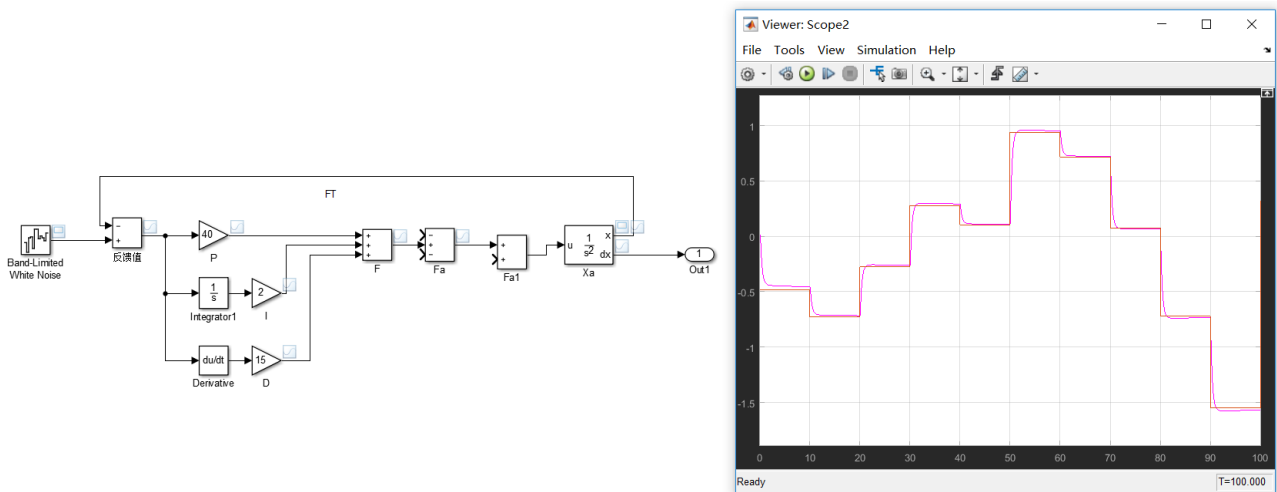 FT
Band-Limited
White Noise
−
+
反馈值
40
P
1
s
Integrator1
2
I
du/dt
Derivative
15
D
+
+
+
F
−
−
Fa
+
Fa1
u
1
s²
x
dx
Xa
1
Out1
Viewer: Scope2
File Tools View Simulation Help
1
0.5
0
-0.5
-1
-1.5
0 10 20 30 40 50 60 70 80 90 100
Ready T=100.000